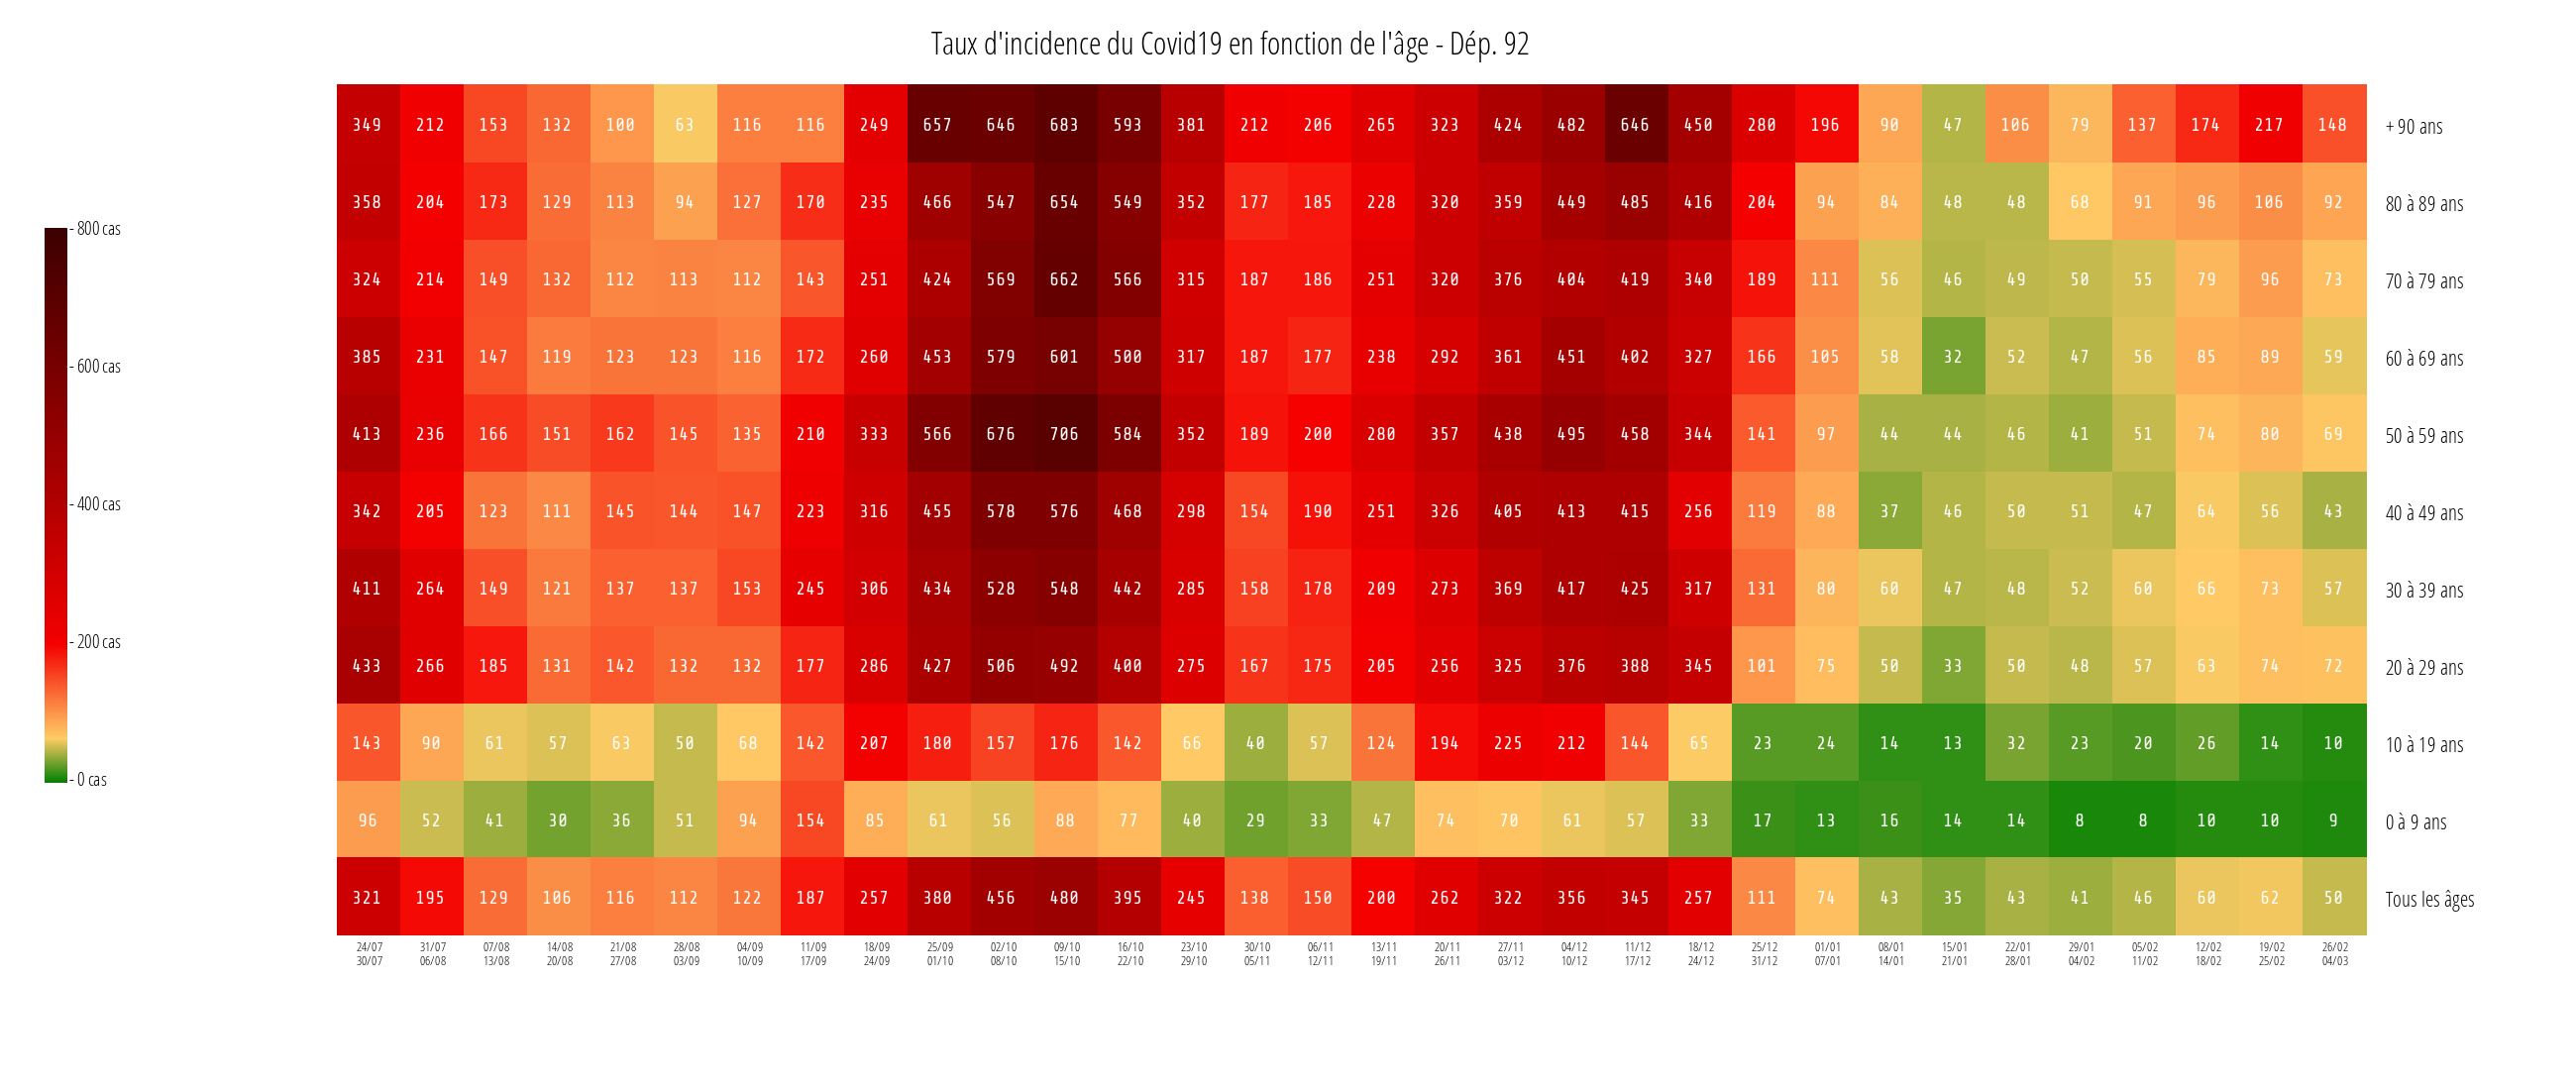 Taux d'incidence du Covid19 en fonction de l'âge - Dép. 92
349 212 153 132 100 63 116 116 249 657 646 683 593 381 212 206 265 323 424 482 646 450 280 196 90 47 106 79 137 174 217 148 + 90 ans
358 204 173 129 113 94 127 170 235 466 547 654 549 352 177 185 228 320 359 449 485 416 204 94 84 48 48 68 91 96 106 92 80 à 89 ans
- 800 cas
324 214 149 132 112 113 112 143 251 424 569 662 566 315 187 186 251 320 376 404 419 340 189 111 56 46 49 50 55 79 96 73 70 à 79 ans
385 231 147 119 123 123 116 172 260 453 579 601 500 317 187 177 238 292 361 451 402 327 166 105 58 32 52 47 56 85 89 59 60 à 69 ans
- 600 cas
413 236 166 151 162 145 135 210 333 566 676 706 584 352 189 200 280 357 438 495 458 344 141 97 44 44 46 41 51 74 80 69 50 à 59 ans
- 400 cas
342 205 123 111 145 144 147 223 316 455 578 576 468 298 154 190 251 326 405 413 415 256 119 88 37 46 50 51 47 64 56 43 40 à 49 ans
411 264 149 121 137 137 153 245 306 434 528 548 442 285 158 178 209 273 369 417 425 317 131 80 60 47 48 52 60 66 73 57 30 à 39 ans
- 200 cas
433 266 185 131 142 132 132 177 286 427 506 492 400 275 167 175 205 256 325 376 388 345 101 75 50 33 50 48 57 63 74 72 20 à 29 ans
143 90 61 57 63 50 68 142 207 180 157 176 142 66 40 57 124 194 225 212 144 65 23 24 14 13 32 23 20 26 14 10 10 à 19 ans
- 0 cas
96 52 41 30 36 51 94 154 85 61 56 88 77 40 29 33 47 74 70 61 57 33 17 13 16 14 14 8 8 10 10 9 0 à 9 ans
321 195 129 106 116 112 122 187 257 380 456 480 395 245 138 150 200 262 322 356 345 257 111 74 43 35 43 41 46 60 62 50 Tous les âges
24/07 31/07 07/08 14/08 21/08 28/08 04/09 11/09 18/09 25/09 02/10 09/10 16/10 23/10 30/10 06/11 13/11 20/11 27/11 04/12 11/12 18/12 25/12 01/01 08/01 15/01 22/01 29/01 05/02 12/02 19/02 26/02
30/07 06/08 13/08 20/08 27/08 03/09 10/09 17/09 24/09 01/10 08/10 15/10 22/10 29/10 05/11 12/11 19/11 26/11 03/12 10/12 17/12 24/12 31/12 07/01 14/01 21/01 28/01 04/02 11/02 18/02 25/02 04/03